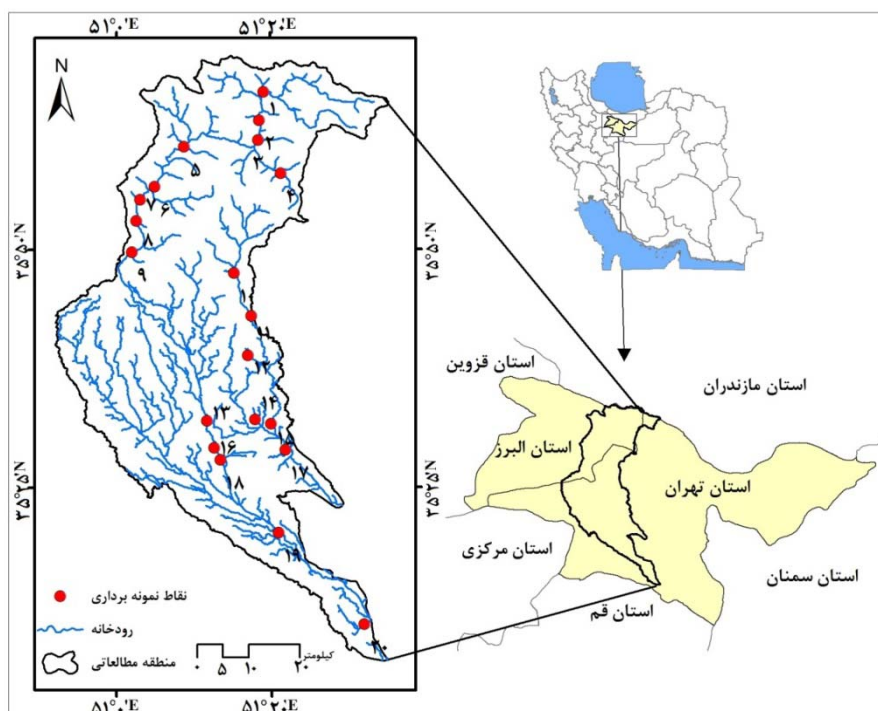 ۵۱°۰'۰"E
۵۱°۲۰'E
N
۱
۲
۳
۴
۵
۶
۷
۸
۹
۳۵°۵۰'N
۳۵°۵۰'N
۱
۱۱
۱۲
۱۳
۱۴
۱۵
۱۶
۱۷
۱۸
۳۵°۲۵'N
۳۵°۲۵'N
۱۹
۲۰
نقاط نمونه برداری
رودخانه
منطقه مطالعاتی
کیلومتر
۰ ۵ ۱۰ ۲۰
۵۱°۰'E
۵۱°۲۰'E
استان قزوین
استان مازندران
استان البرز
استان تهران
استان مرکزی
استان سمنان
استان قم